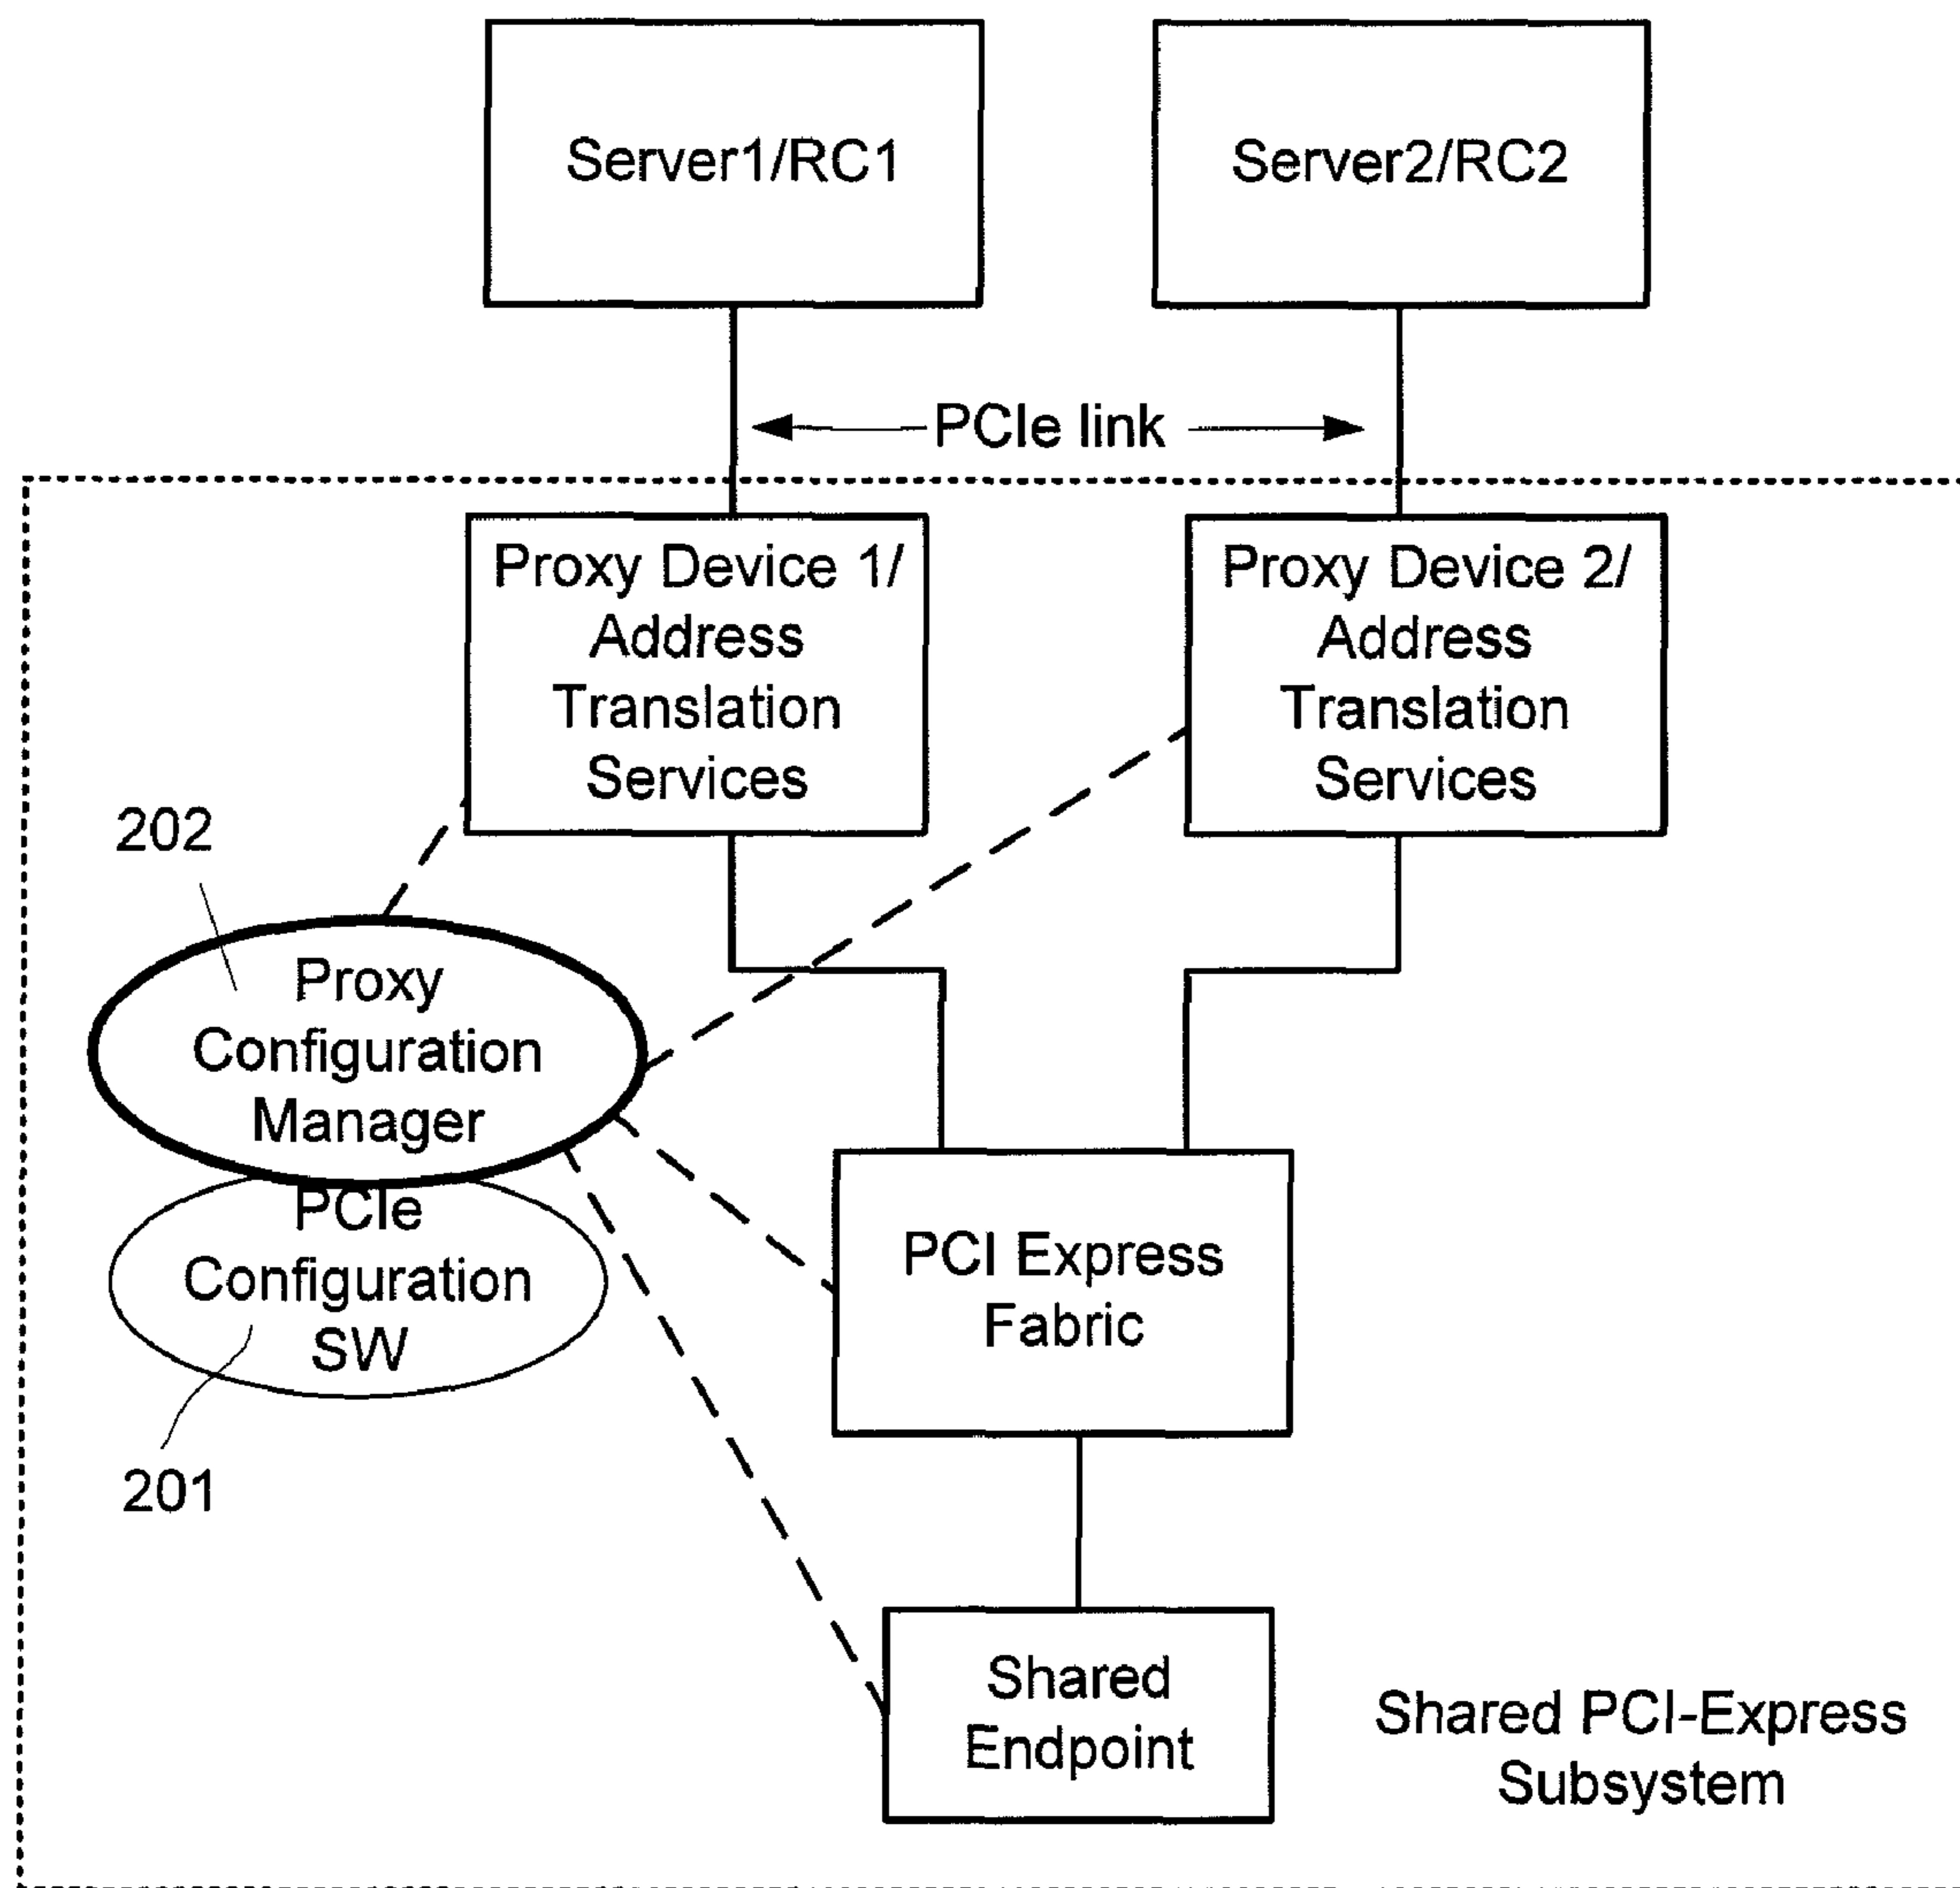 Server1/RC1
Server2/RC2
PCIe link
Proxy Device 1/
Address
Translation
Services
Proxy Device 2/
Address
Translation
Services
202
Proxy
Configuration
Manager
PCIe
Configuration
SW
201
PCI Express
Fabric
Shared
Endpoint
Shared PCI-Express
Subsystem